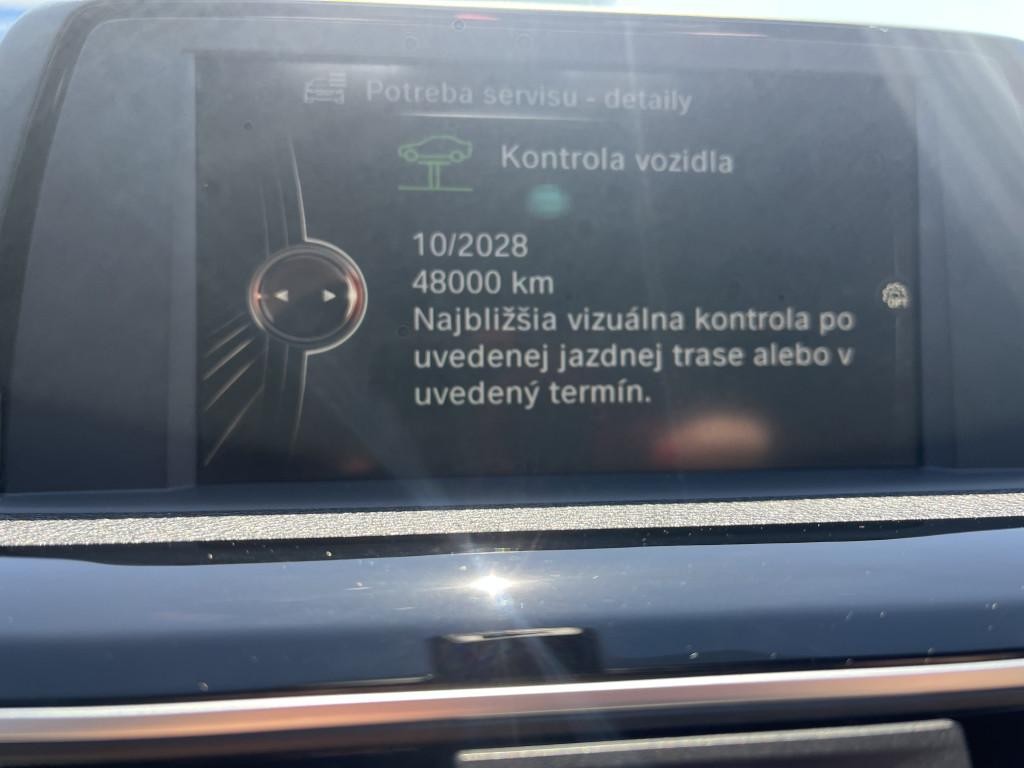 Potreba servisu - detaily
Kontrola vozidla
10/2028
48000 km
Najbližšia vizuálna kontrola po
uvedenej jazdnej trase alebo v
uvedený termín.
OFF